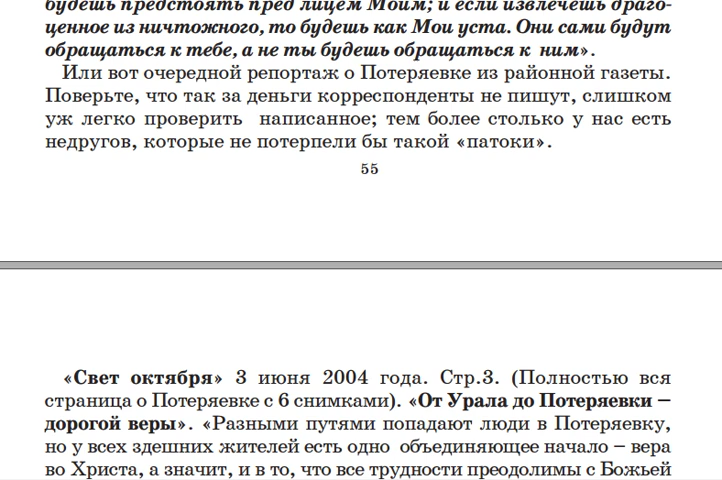 будешь предстоять пред лицем Моим; и если извлечешь драго-
ценное из ничтожного, то будешь как Мои уста. Они сами будут
обращаться к тебе, а не ты будешь обращаться к ним».
Или вот очередной репортаж о Потеряевке из районной газеты.
Поверьте, что так за деньги корреспонденты не пишут, слишком
уж легко проверить написанное; тем более столько у нас есть
недругов, которые не потерпели бы такой «патоки».
55
«Свет октября» 3 июня 2004 года. Стр.3. (Полностью вся
страница о Потеряевке с 6 снимками). «От Урала до Потеряевки –
дорогой веры». «Разными путями попадают люди в Потеряевку,
но у всех здешних жителей есть одно объединяющее начало – вера
во Христа, а значит, и в то, что все трудности преодолимы с Божьей